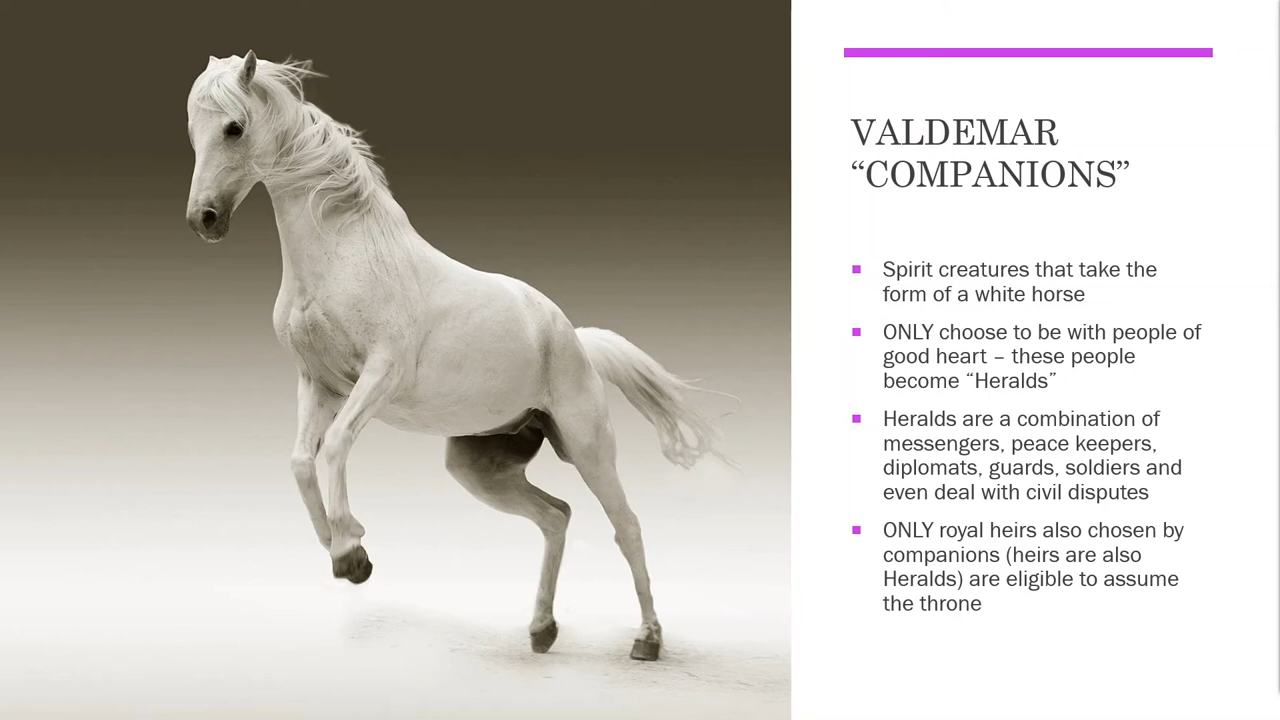 VALDEMAR
“COMPANIONS”
Spirit creatures that take the
form of a white horse
ONLY choose to be with people of
good heart – these people
become “Heralds”
Heralds are a combination of
messengers, peace keepers,
diplomats, guards, soldiers and
even deal with civil disputes
ONLY royal heirs also chosen by
companions (heirs are also
Heralds) are eligible to assume
the throne